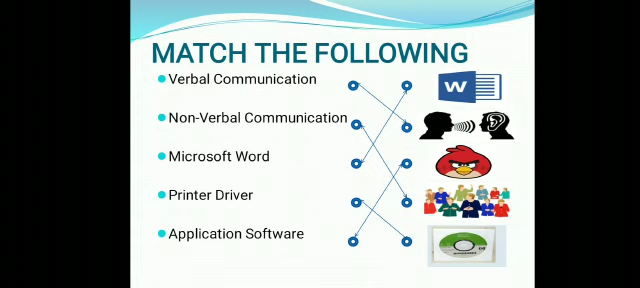 MATCH THE FOLLOWING
Verbal Communication
W
Non-Verbal Communication
Microsoft Word
Printer Driver
Application Software